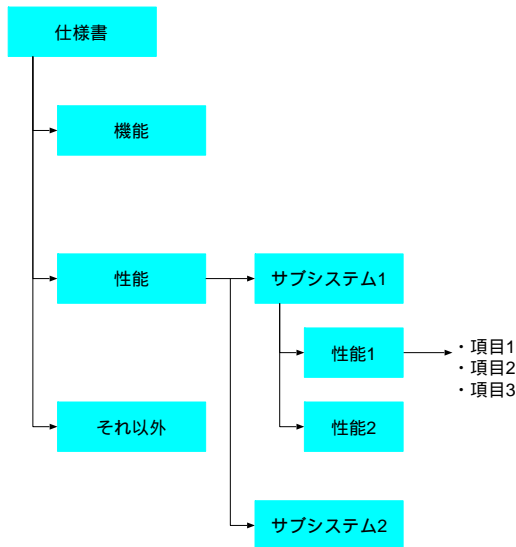 仕様書
機能
性能
サブシステム1
性能1
・項目1
・項目2
・項目3
それ以外
性能2
サブシステム2